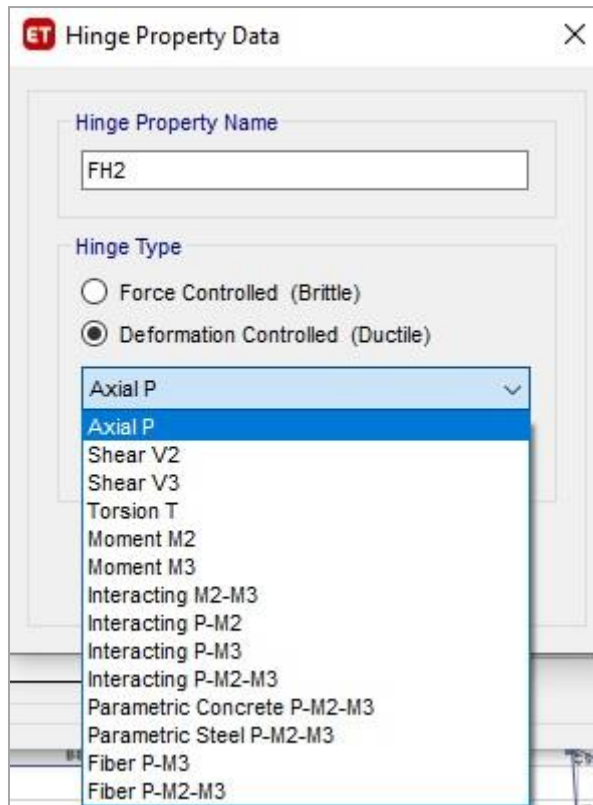 ET Hinge Property Data
Hinge Property Name
FH2
Hinge Type
Force Controlled (Brittle)
Deformation Controlled (Ductile)
Axial P
Axial P
Shear V2
Shear V3
Torsion T
Moment M2
Moment M3
Interacting M2-M3
Interacting P-M2
Interacting P-M3
Interacting P-M2-M3
Parametric Concrete P-M2-M3
Parametric Steel P-M2-M3
Fiber P-M3
Fiber P-M2-M3